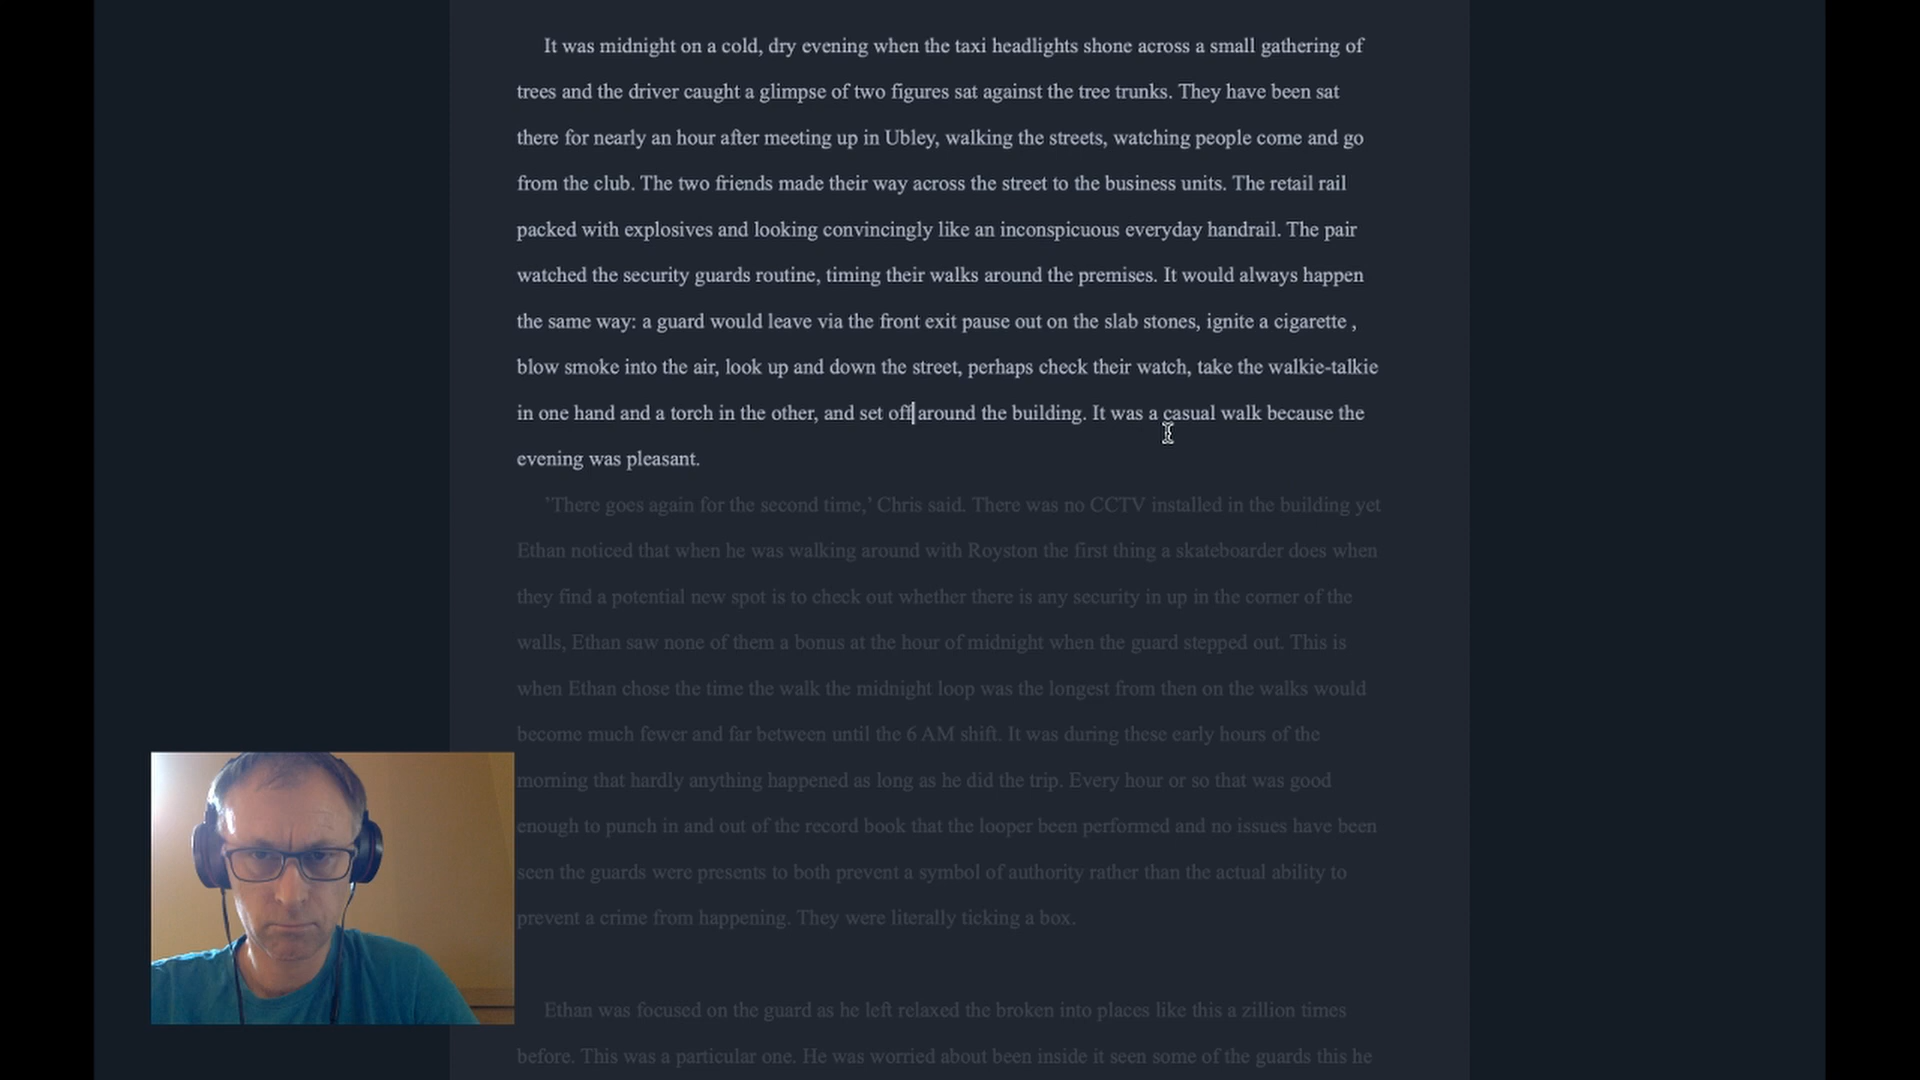 It was midnight on a cold, dry evening when the taxi headlights shone across a small gathering of
trees and the driver caught a glimpse of two figures sat against the tree trunks. They have been sat
there for nearly an hour after meeting up in Ubley, walking the streets, watching people come and go
from the club. The two friends made their way across the street to the business units. The retail rail
packed with explosives and looking convincingly like an inconspicuous everyday handrail. The pair
watched the security guards routine, timing their walks around the premises. It would always happen
the same way: a guard would leave via the front exit pause out on the slab stones, ignite a cigarette ,
blow smoke into the air, look up and down the street, perhaps check their watch, take the walkie-talkie
in one hand and a torch in the other, and set off around the building. It was a casual walk because the
evening was pleasant.
‘There goes again for the second time,’ Chris said. There was no CCTV installed in the building yet
Ethan noticed that when he was walking around with Royston the first thing a skateboarder does when
they find a potential new spot is to check out whether there is any security in up in the corner of the
walls, Ethan saw none of them a bonus at the hour of midnight when the guard stepped out. This is
when Ethan chose the time the walk the midnight loop was the longest from then on the walks would
become much fewer and far between until the 6 AM shift. It was during these early hours of the
morning that hardly anything happened as long as he did the trip. Every hour or so that was good
enough to punch in and out of the record book that the looper been performed and no issues have been
seen the guards were presents to both prevent a symbol of authority rather than the actual ability to
prevent a crime from happening. They were literally ticking a box.
Ethan was focused on the guard as he left relaxed the broken into places like this a zillion times
before. This was a particular one. He was worried about been inside it seen some of the guards this he